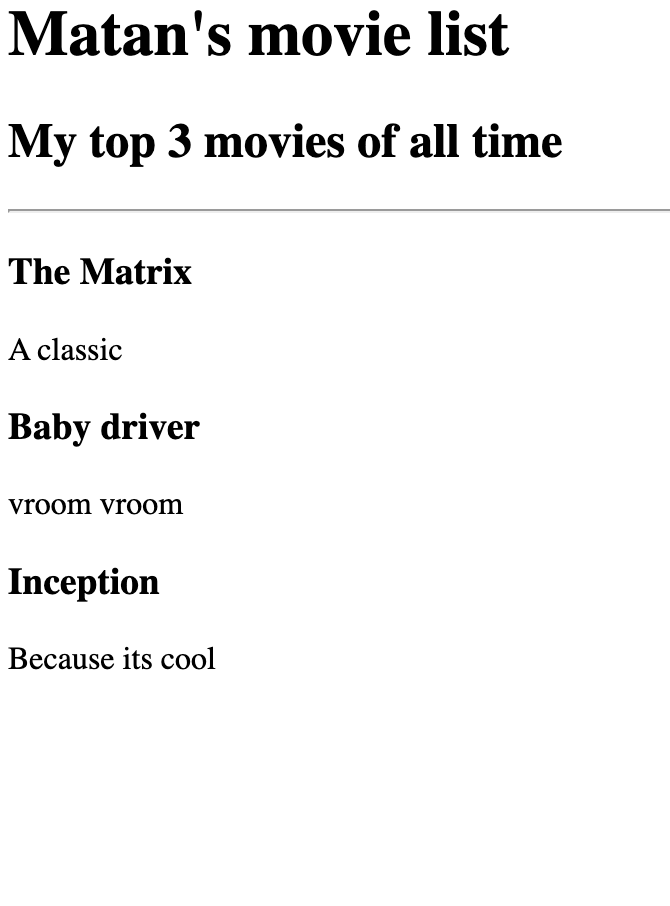 Matan's movie list
My top 3 movies of all time
The Matrix
A classic
Baby driver
vroom vroom
Inception
Because its cool